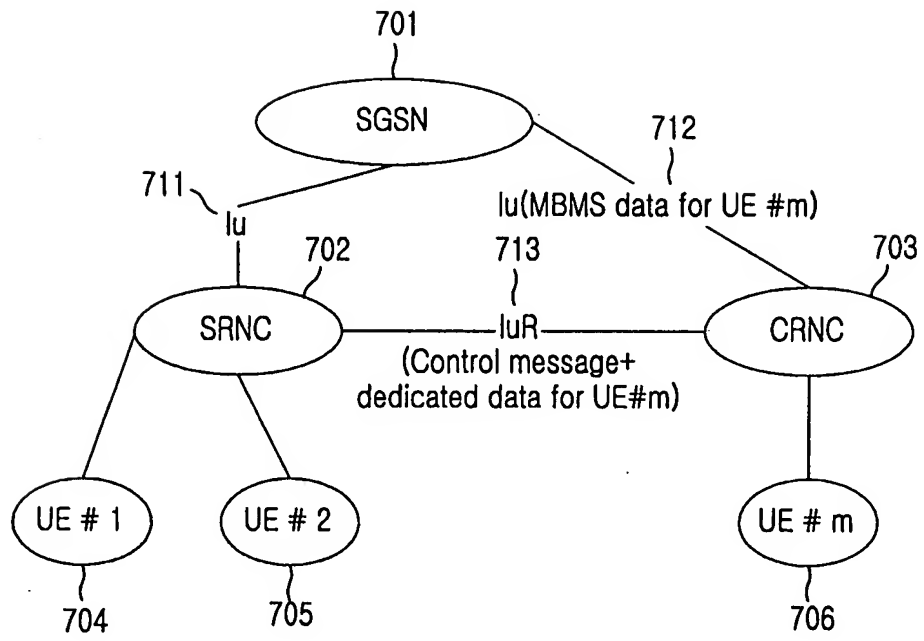 701
SGSN
712
711
Iu
Iu(MBMS data for UE #m)
702
713
703
SRNC
IuR
CRNC
(Control message+
dedicated data for UE#m)
UE # 1
UE # 2
UE # m
704
705
706